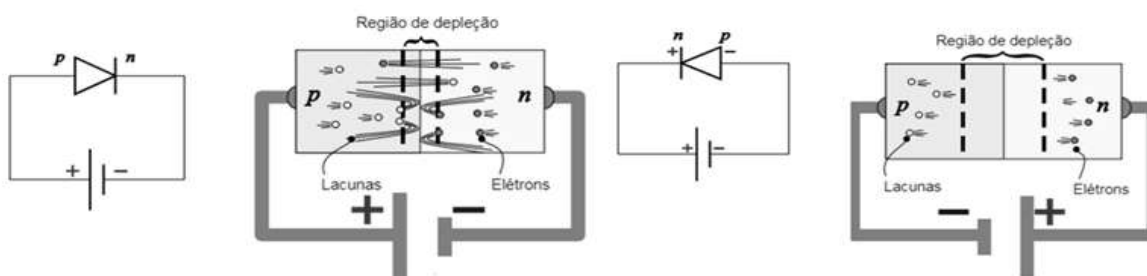 p n
+ −
Região de depleção
p n
Lacunas Elétrons
+ −
n p
+ −
+ −
Região de depleção
p n
Lacunas Elétrons
− +